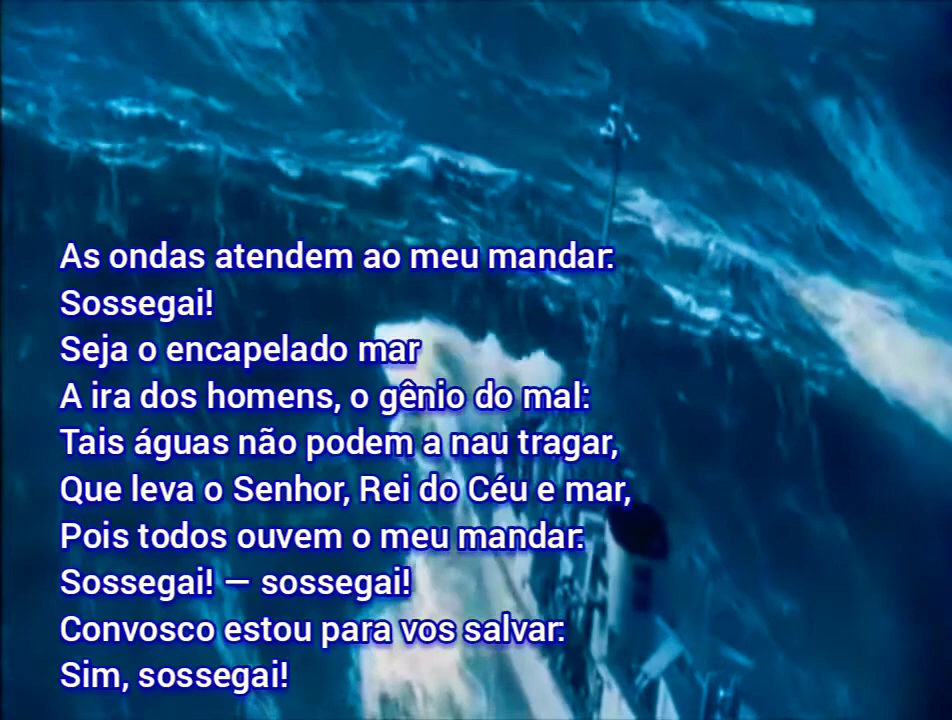 As ondas atendem ao meu mandar:
Sossegai!
Seja o encapelado mar
A ira dos homens, o gênio do mal:
Tais águas não podem a nau tragar,
Que leva o Senhor, Rei do Céu e mar,
Pois todos ouvem o meu mandar:
Sossegai! — sossegai!
Convosco estou para vos salvar:
Sim, sossegai!